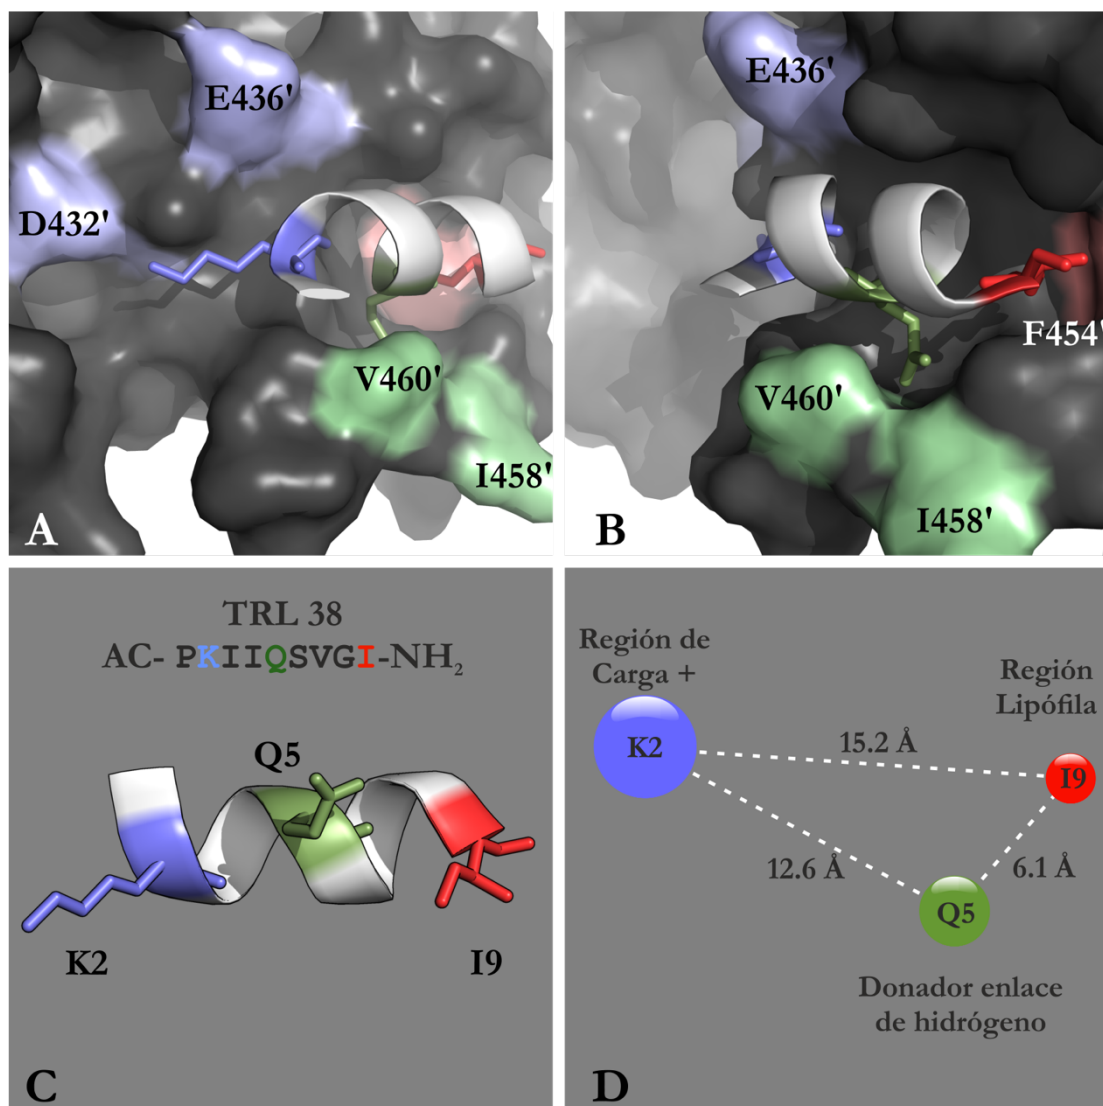 E436'
D432'
V460'
I458'
A
E436'
F454'
V460'
I458'
B
TRL 38
AC- PKIIQSVGI-NH₂
Q5
K2
I9
C
Región de
Carga +
Región
Lipófila
K2
15.2 Å
I9
12.6 Å
6.1 Å
Q5
Donador enlace
de hidrógeno
D